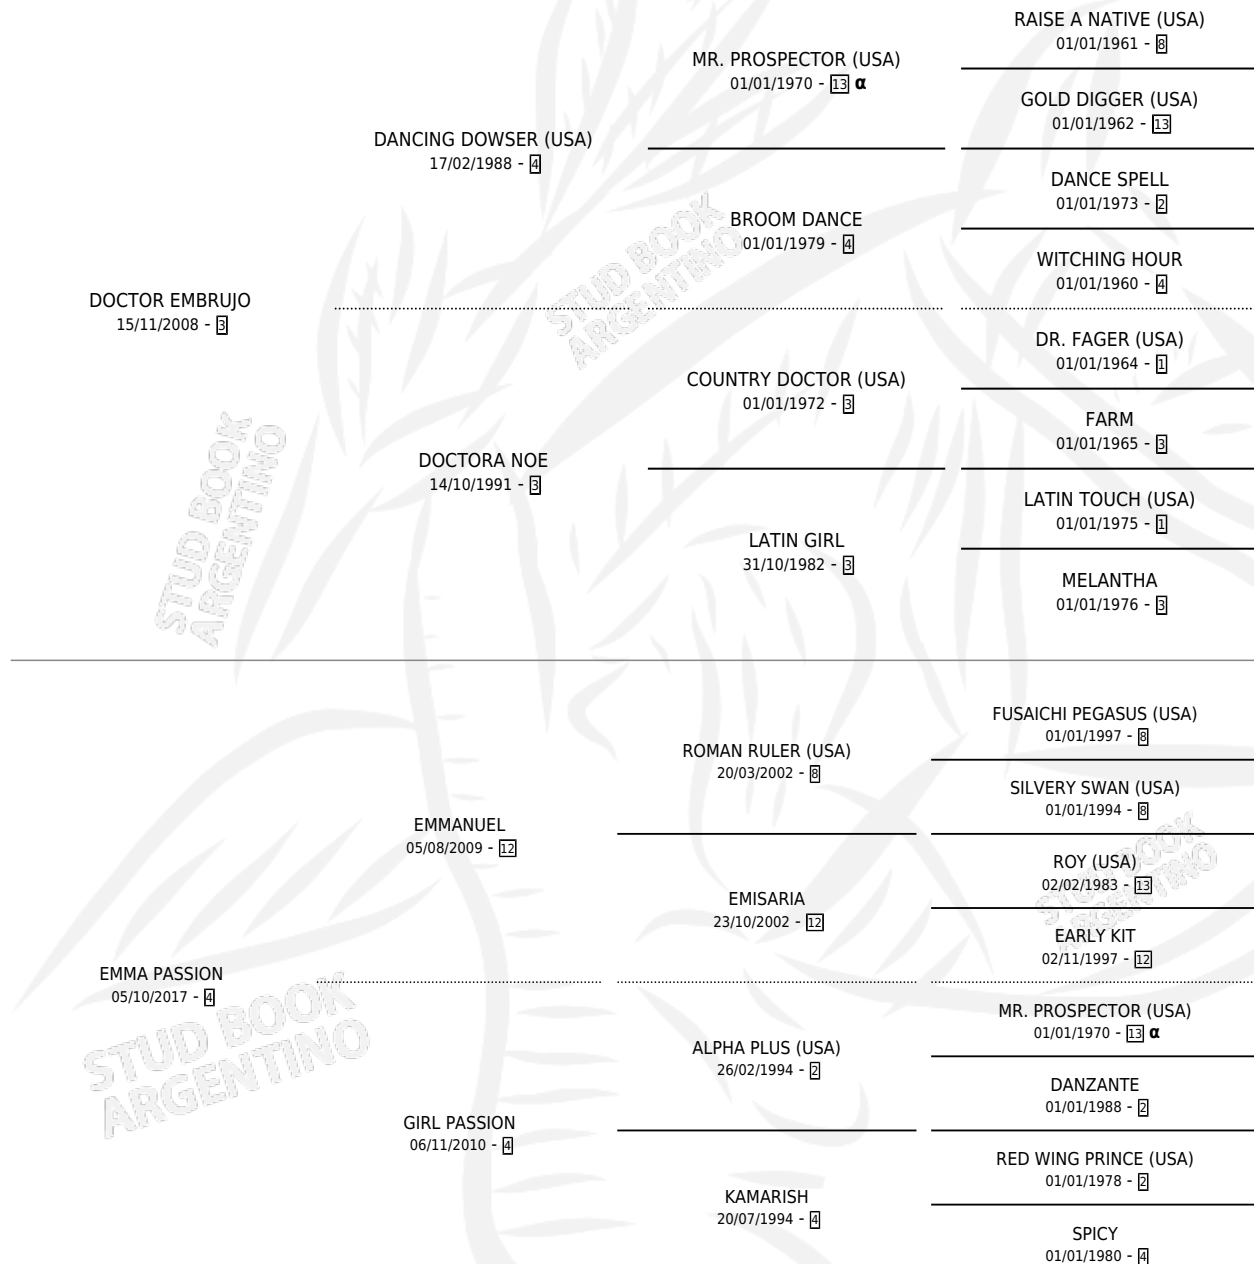 RAISE A NATIVE (USA)
01/01/1961 - 8
MR. PROSPECTOR (USA)
01/01/1970 - 13 α
GOLD DIGGER (USA)
01/01/1962 - 13
DANCING DOWSER (USA)
17/02/1988 - 4
DANCE SPELL
01/01/1973 - 2
BROOM DANCE
01/01/1979 - 4
WITCHING HOUR
01/01/1960 - 4
DOCTOR EMBRUJO
15/11/2008 - 3
DR. FAGER (USA)
01/01/1964 - 1
COUNTRY DOCTOR (USA)
01/01/1972 - 3
FARM
01/01/1965 - 3
DOCTORA NOE
14/10/1991 - 3
LATIN TOUCH (USA)
01/01/1975 - 1
LATIN GIRL
31/10/1982 - 3
MELANTHA
01/01/1976 - 3
FUSAICHI PEGASUS (USA)
01/01/1997 - 8
ROMAN RULER (USA)
20/03/2002 - 8
SILVERY SWAN (USA)
01/01/1994 - 8
EMMANUEL
05/08/2009 - 12
ROY (USA)
02/02/1983 - 13
EMISARIA
23/10/2002 - 12
EARLY KIT
02/11/1997 - 12
EMMA PASSION
05/10/2017 - 4
MR. PROSPECTOR (USA)
01/01/1970 - 13 α
ALPHA PLUS (USA)
26/02/1994 - 2
DANZANTE
01/01/1988 - 2
GIRL PASSION
06/11/2010 - 4
RED WING PRINCE (USA)
01/01/1978 - 2
KAMARISH
20/07/1994 - 4
SPICY
01/01/1980 - 4
STUD BOOK
ARGENTINO
STUD BOOK
ARGENTINO
STUD BOOK
ARGENTINO
STUD BOOK
ARGENTINO